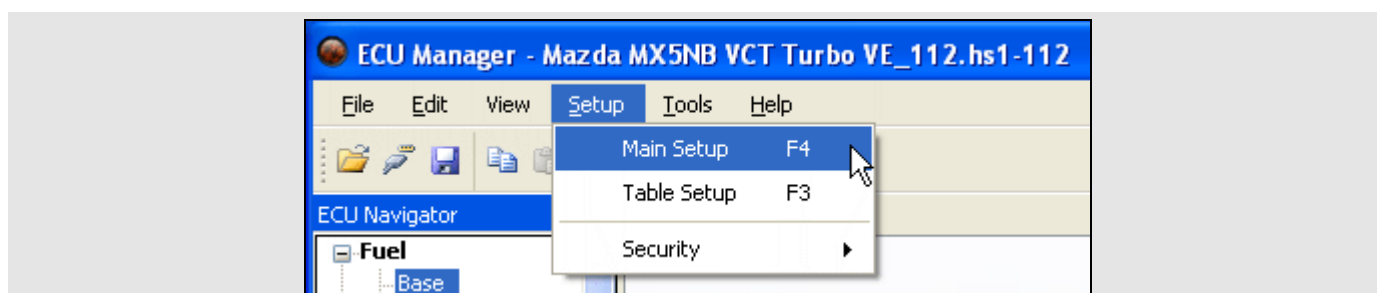 ECU Manager - Mazda MX5NB VCT Turbo VE_112.hs1-112
File Edit View Setup Tools Help
Main Setup F4
Table Setup F3
ECU Navigator
Security
Fuel
Base